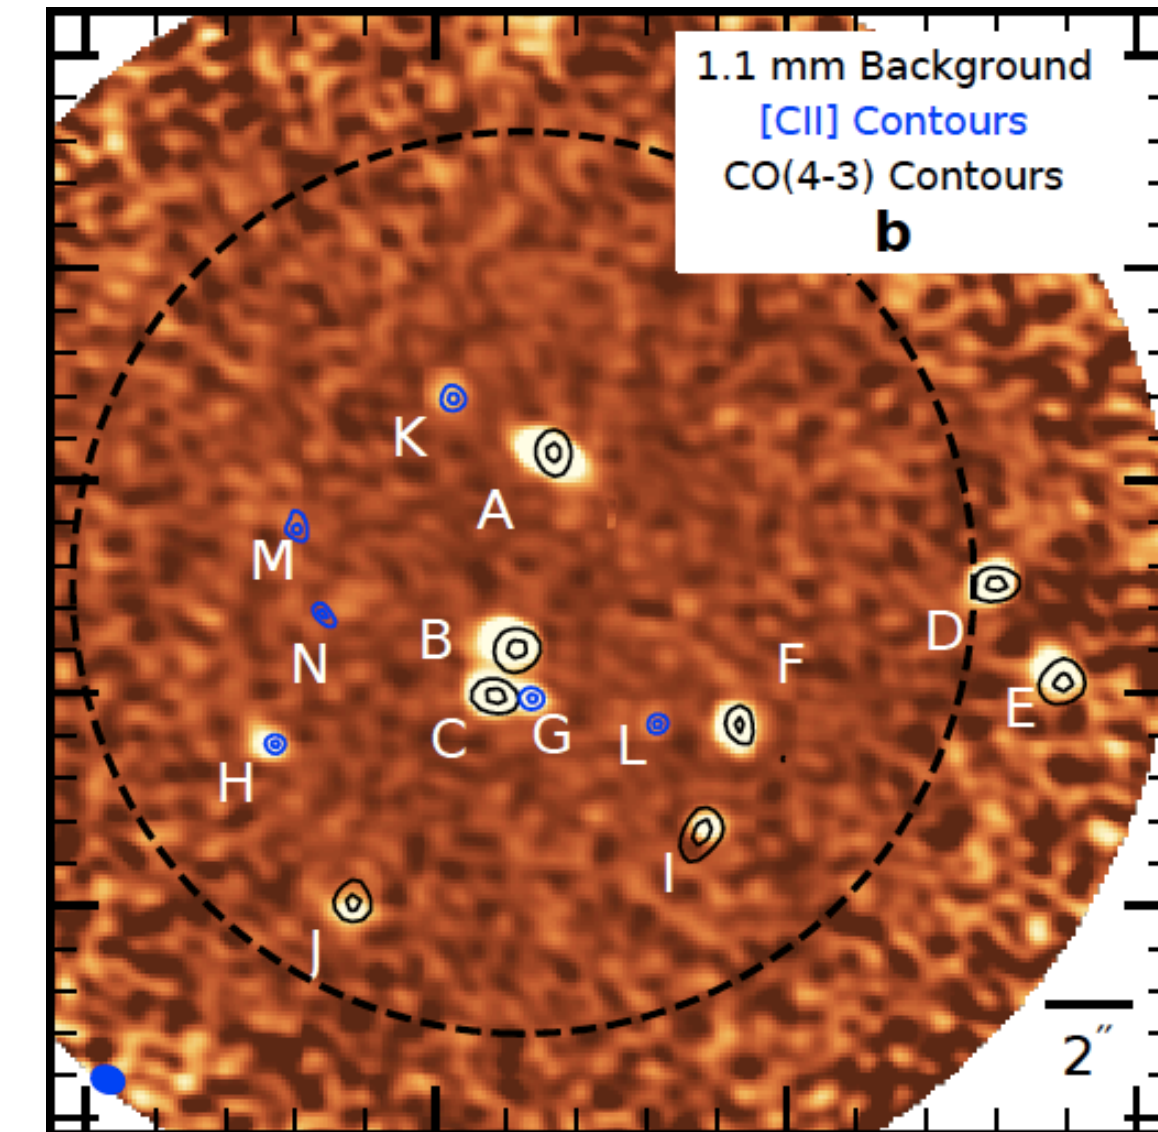 1.1 mm Background
[CII] Contours
CO(4-3) Contours
b
K
A
M
D
B
N
F
E
C
G
L
H
I
J
2″